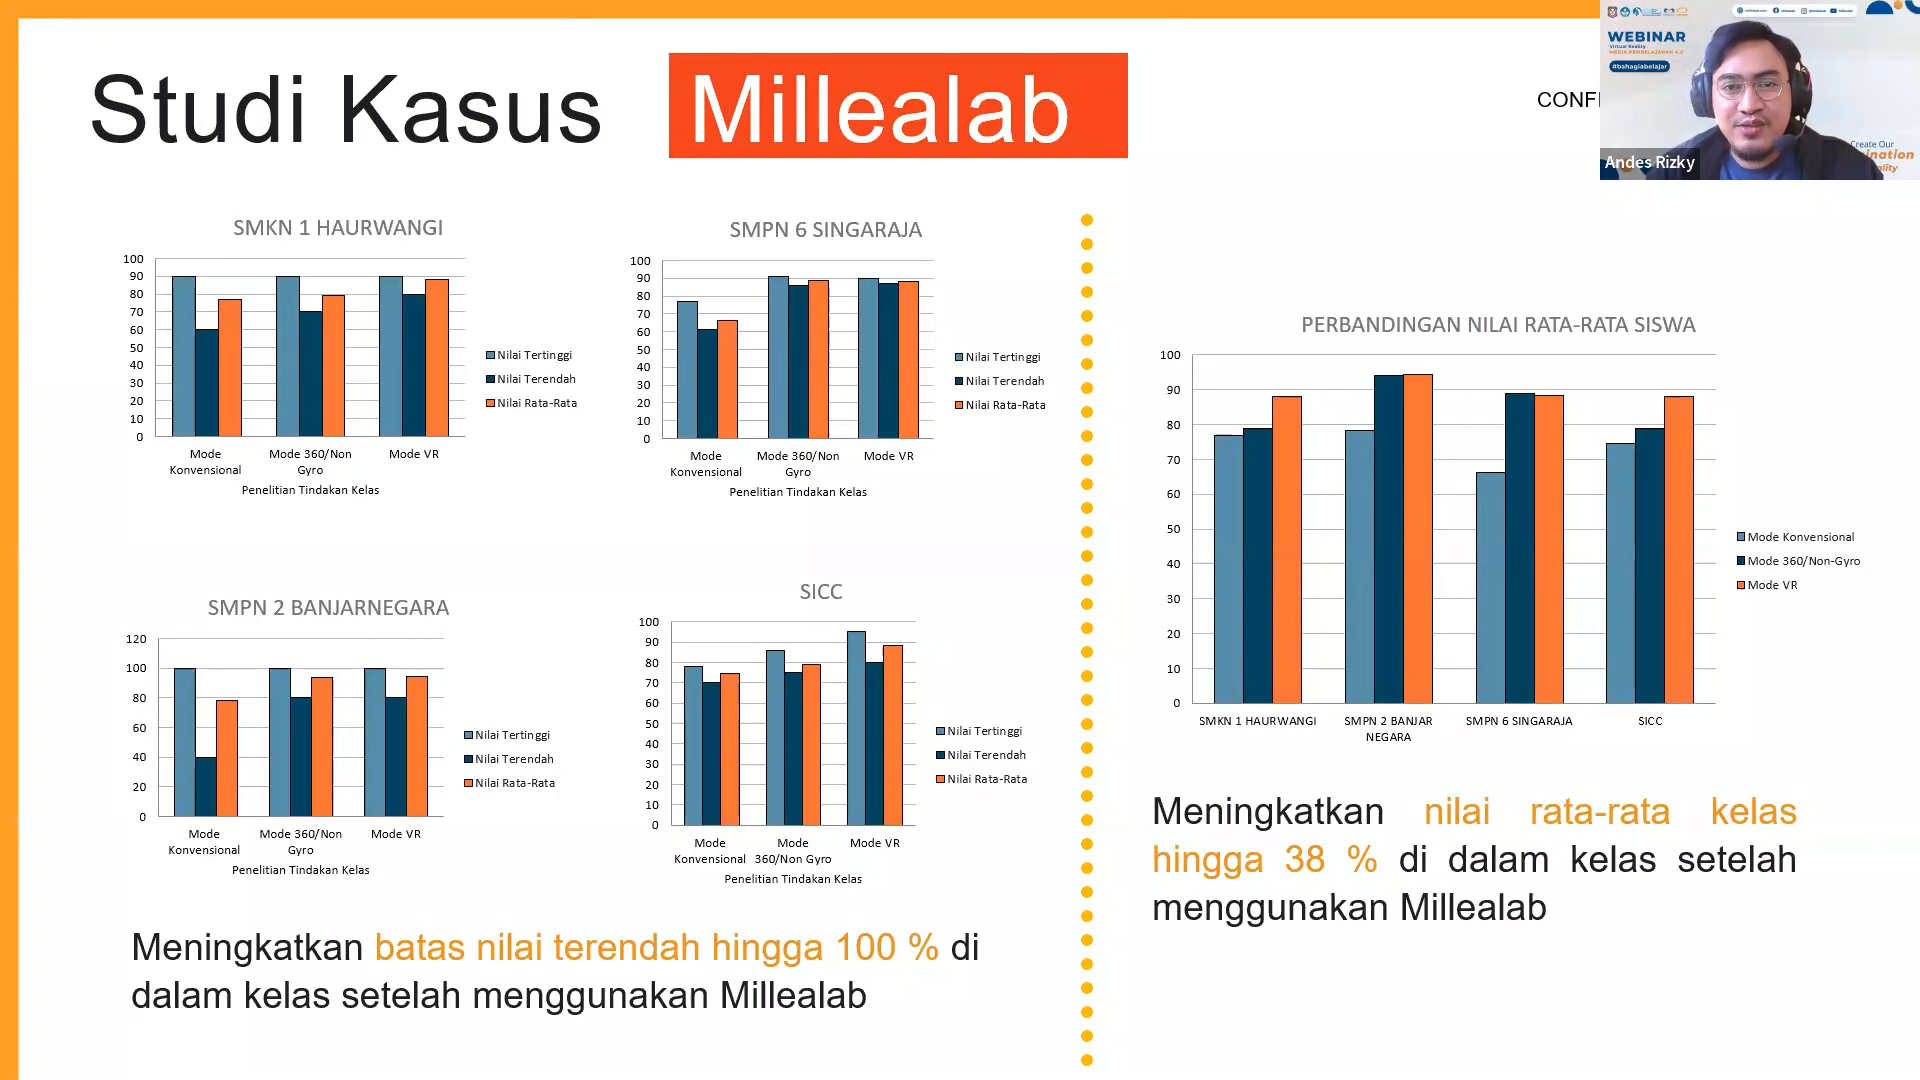 Studi Kasus Millealab
CONFI
WEBINAR
Virtual Reality
MEDIA PEMBELAJARAN 4.0
#bahagiabelajar
Create Our
Andes Rizky
SMKN 1 HAURWANGI
100
90
80
70
60
50
40
30
20
10
0
Mode Konvensional
Mode 360/Non Gyro
Mode VR
Penelitian Tindakan Kelas
Nilai Tertinggi
Nilai Terendah
Nilai Rata-Rata
SMPN 6 SINGARAJA
100
90
80
70
60
50
40
30
20
10
0
Mode Konvensional
Mode 360/Non Gyro
Mode VR
Penelitian Tindakan Kelas
Nilai Tertinggi
Nilai Terendah
Nilai Rata-Rata
SMPN 2 BANJARNEGARA
120
100
80
60
40
20
0
Mode Konvensional
Mode 360/Non Gyro
Mode VR
Penelitian Tindakan Kelas
Nilai Tertinggi
Nilai Terendah
Nilai Rata-Rata
SICC
100
90
80
70
60
50
40
30
20
10
0
Mode Konvensional
Mode 360/Non Gyro
Mode VR
Penelitian Tindakan Kelas
Nilai Tertinggi
Nilai Terendah
Nilai Rata-Rata
Meningkatkan batas nilai terendah hingga 100 % di
dalam kelas setelah menggunakan Millealab
PERBANDINGAN NILAI RATA-RATA SISWA
100
90
80
70
60
50
40
30
20
10
0
SMKN 1 HAURWANGI
SMPN 2 BANJAR NEGARA
SMPN 6 SINGARAJA
SICC
Mode Konvensional
Mode 360/Non-Gyro
Mode VR
Meningkatkan nilai rata-rata kelas
hingga 38 % di dalam kelas setelah
menggunakan Millealab